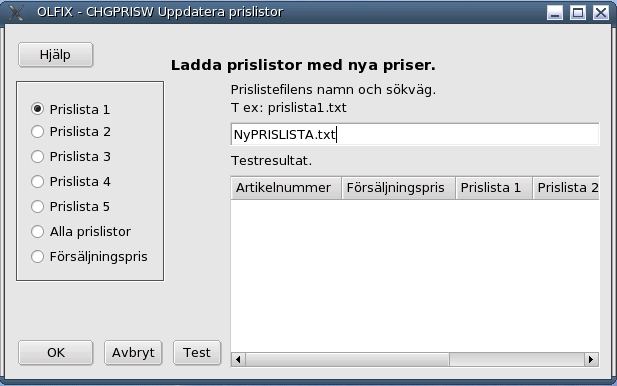 OLFIX - CHGPRISW Uppdatera prislistor
Hjälp
Ladda prislistor med nya priser.
Prislistefilens namn och sökväg.
T ex: prislista1.txt
NyPRISLISTA.txt
Testresultat.
Artikelnummer Försäljningspris Prislista 1 Prislista 2
Prislista 1
Prislista 2
Prislista 3
Prislista 4
Prislista 5
Alla prislistor
Försäljningspris
OK Avbryt Test